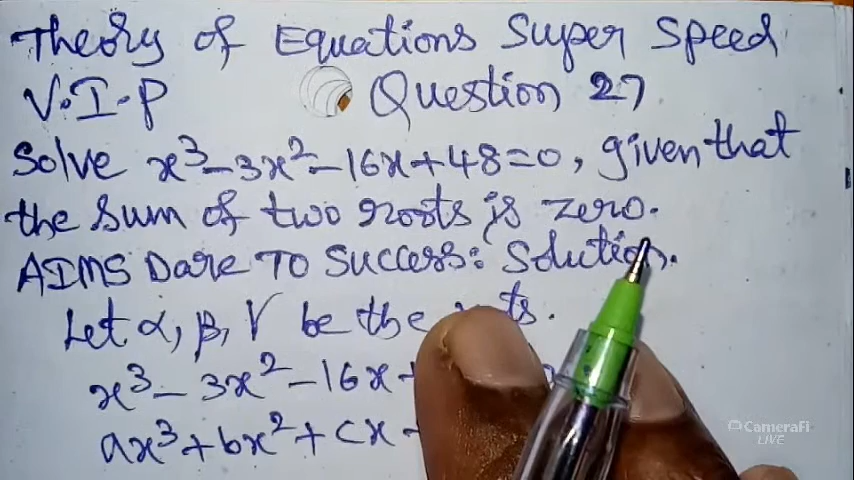 Theory of Equations Super Speed
V.I.P Question 27
Solve x³-3x²-16x+48=0, given that
the sum of two roots is zero.
AIMS Dare To Success: Solution.
Let α, β, γ be the
x³-3x²-16x+
ax³+bx²+cx
CameraFi
LIVE